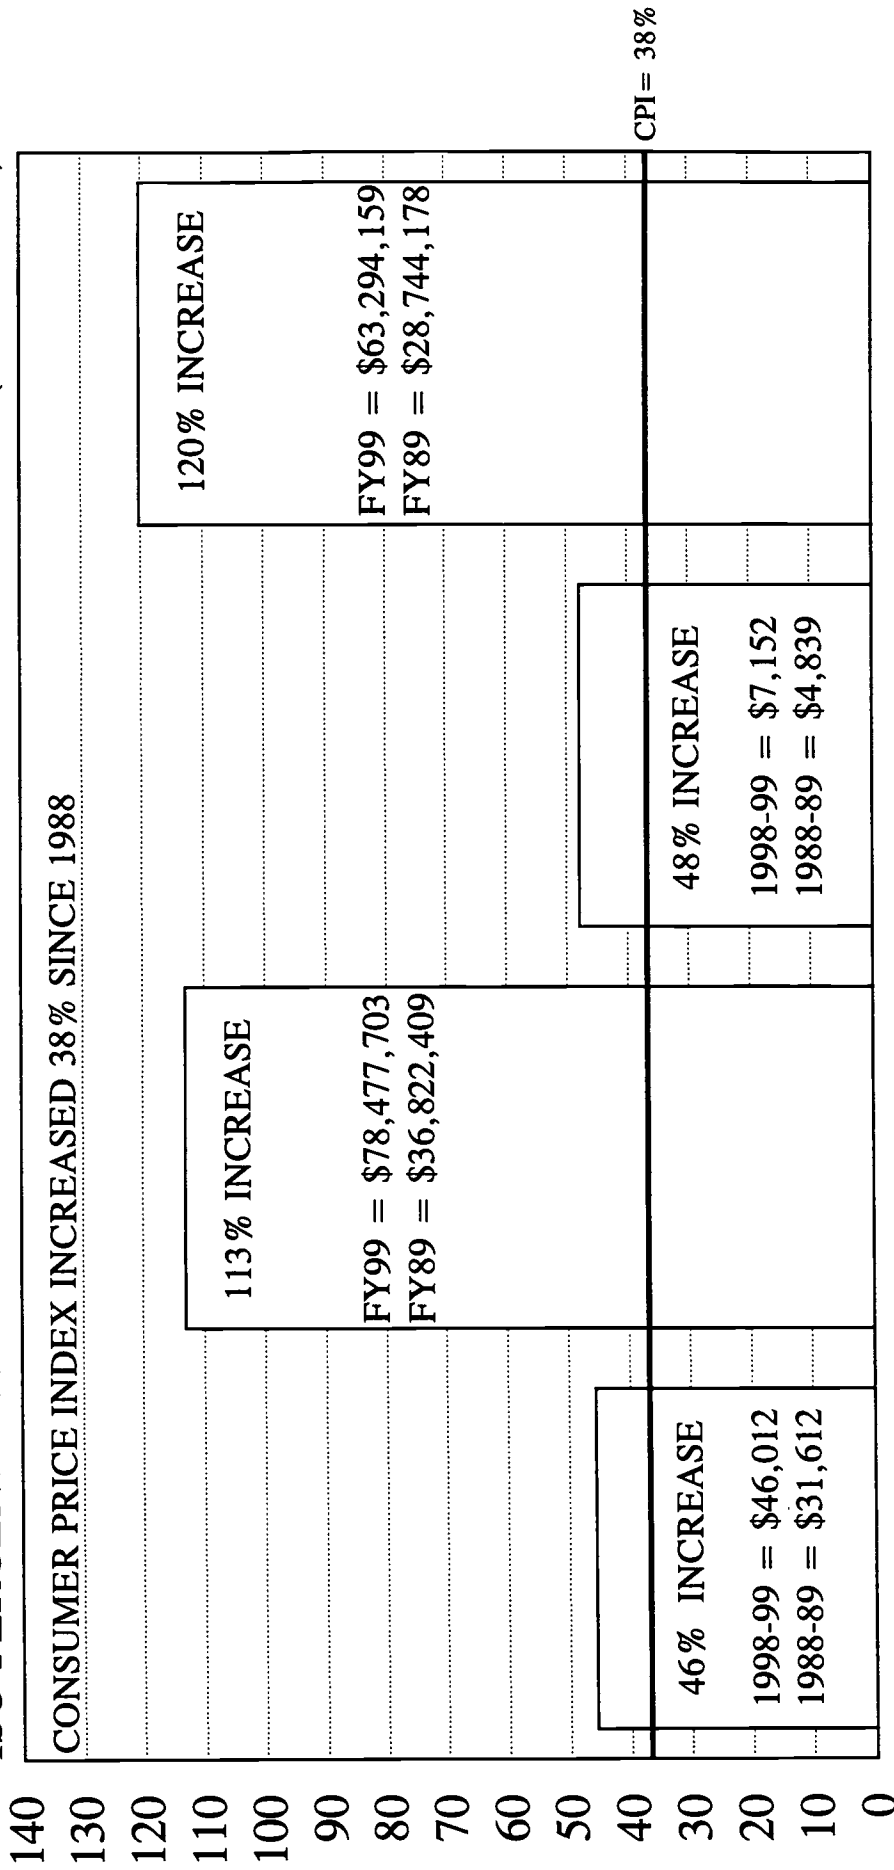 CONSUMER PRICE INDEX INCREASED 38% SINCE 1988
140
130
120
110
100
90
80
70
60
50
40
30
20
10
0
46% INCREASE
1998-99 = $46,012
1988-89 = $31,612
113% INCREASE
FY99 = $78,477,703
FY89 = $36,822,409
48% INCREASE
1998-99 = $7,152
1988-89 = $4,839
120% INCREASE
FY99 = $63,294,159
FY89 = $28,744,178
CPI= 38%